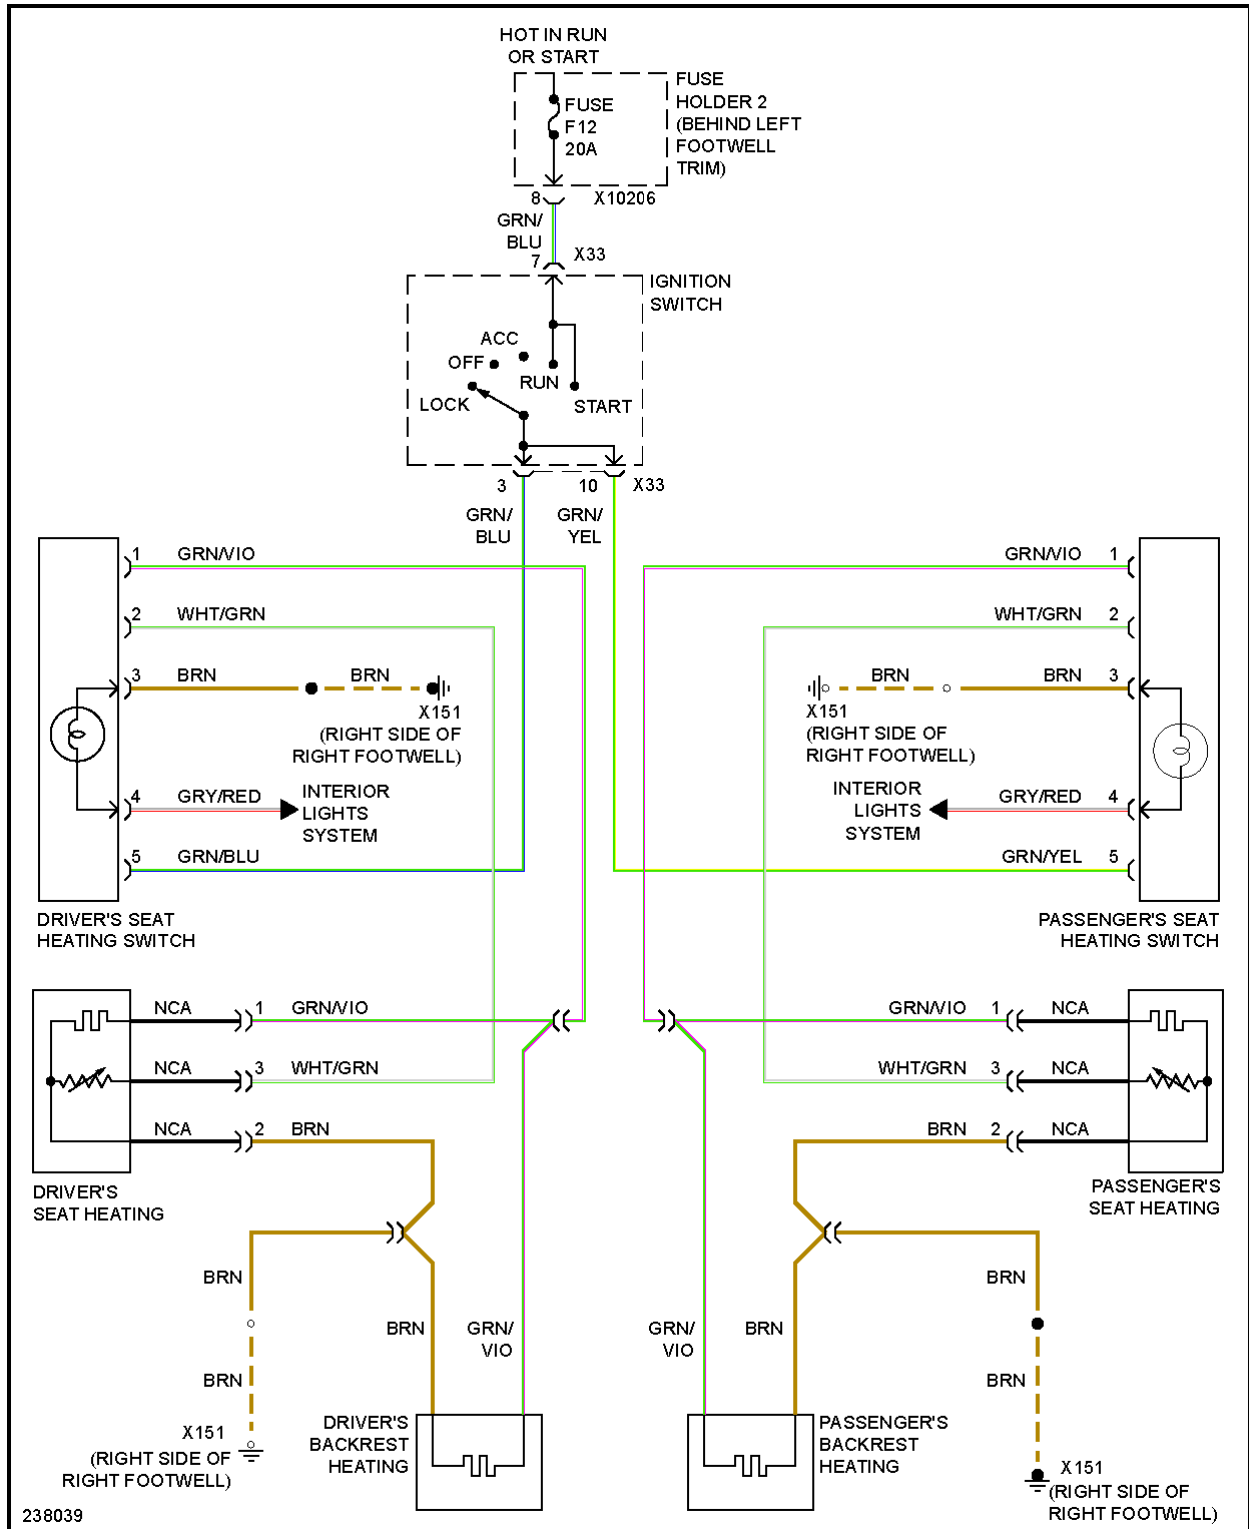 HOT IN RUN
OR START
FUSE
F12
20A
FUSE
HOLDER 2
(BEHIND LEFT
FOOTWELL
TRIM)
8
X10206
GRN/
BLU
7
X33
IGNITION
SWITCH
ACC
OFF
RUN
LOCK
START
3
10
X33
GRN/
BLU
GRN/
YEL
1 GRN/VIO
2 WHT/GRN
3 BRN BRN
X151
(RIGHT SIDE OF
RIGHT FOOTWELL)
4 GRY/RED
INTERIOR
LIGHTS
SYSTEM
5 GRN/BLU
DRIVER'S SEAT
HEATING SWITCH
GRN/VIO 1
WHT/GRN 2
BRN BRN 3
X151
(RIGHT SIDE OF
RIGHT FOOTWELL)
INTERIOR
LIGHTS
SYSTEM
GRY/RED 4
GRN/YEL 5
PASSENGER'S SEAT
HEATING SWITCH
NCA 1 GRN/VIO
NCA 3 WHT/GRN
NCA 2 BRN
DRIVER'S
SEAT HEATING
GRN/VIO 1 NCA
WHT/GRN 3 NCA
BRN 2 NCA
PASSENGER'S
SEAT HEATING
BRN
BRN
X151
(RIGHT SIDE OF
RIGHT FOOTWELL)
BRN
GRN/
VIO
DRIVER'S
BACKREST
HEATING
GRN/
VIO
BRN
PASSENGER'S
BACKREST
HEATING
BRN
BRN
X151
(RIGHT SIDE OF
RIGHT FOOTWELL)
238039